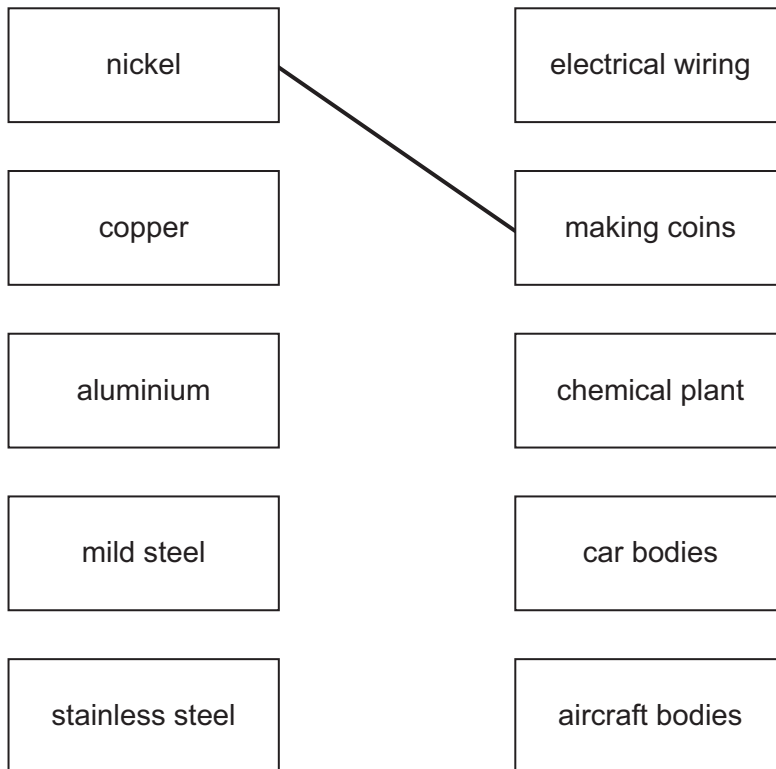 nickel
electrical wiring
copper
making coins
aluminium
chemical plant
mild steel
car bodies
stainless steel
aircraft bodies